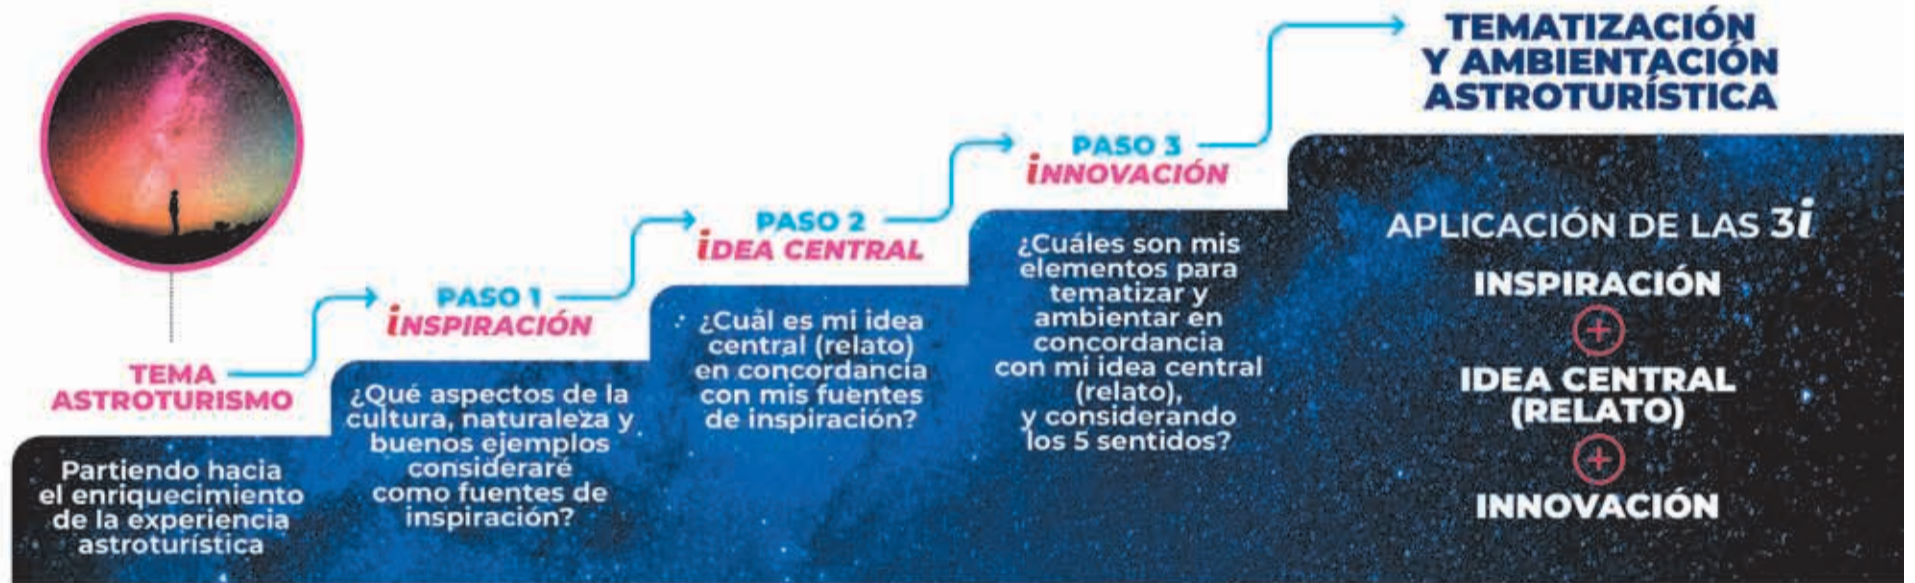 TEMA
ASTROTURISMO
Partiendo hacia
el enriquecimiento
de la experiencia
astroturística
PASO 1
iNSPIRACIÓN
¿Qué aspectos de la
cultura, naturaleza y
buenos ejemplos
consideraré
como fuentes de
inspiración?
PASO 2
iDEA CENTRAL
¿Cuál es mi idea
central (relato)
en concordancia
con mis fuentes
de inspiración?
PASO 3
iNNOVACIÓN
¿Cuáles son mis
elementos para
tematizar y
ambientar en
concordancia
con mi idea central
(relato),
y considerando
los 5 sentidos?
TEMATIZACIÓN
Y AMBIENTACIÓN
ASTROTURÍSTICA
APLICACIÓN DE LAS 3i
INSPIRACIÓN
+
IDEA CENTRAL
(RELATO)
+
INNOVACIÓN